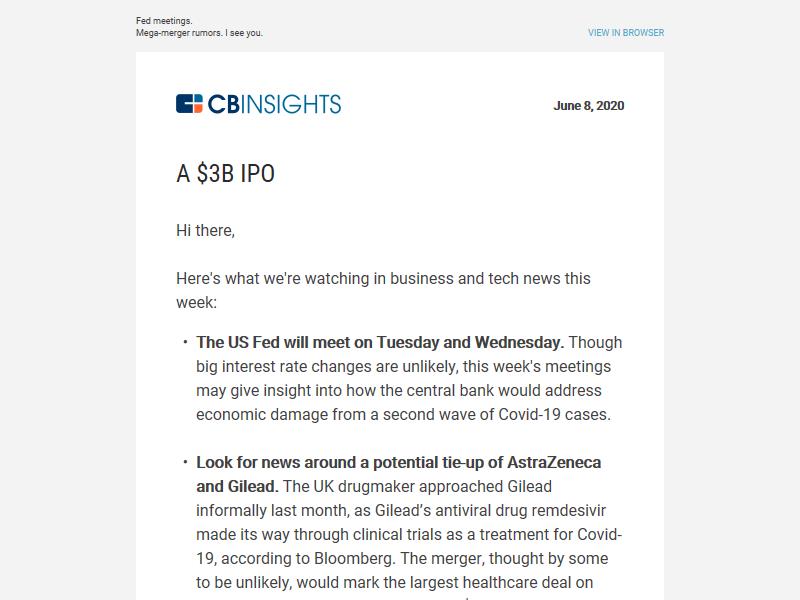 Fed meetings.
Mega-merger rumors. I see you.
VIEW IN BROWSER
CBINSIGHTS
June 8, 2020
A $3B IPO
Hi there,
Here's what we're watching in business and tech news this
week:
• The US Fed will meet on Tuesday and Wednesday. Though
big interest rate changes are unlikely, this week's meetings
may give insight into how the central bank would address
economic damage from a second wave of Covid-19 cases.
• Look for news around a potential tie-up of AstraZeneca
and Gilead. The UK drugmaker approached Gilead
informally last month, as Gilead’s antiviral drug remdesivir
made its way through clinical trials as a treatment for Covid-
19, according to Bloomberg. The merger, thought by some
to be unlikely, would mark the largest healthcare deal on